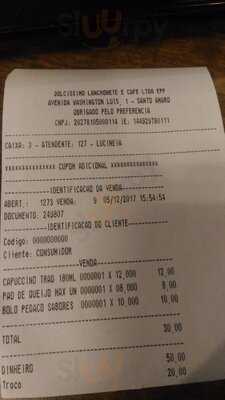 DOLCISSIMO LANCHONETE E CAFE LTDA EPP
AVENIDA WASHINGTON LUIS, 1 - SANTO AMARO
OBRIGADO PELO PREFERENCIA
CAIXA: 3 - ATENDENTE: 127 - LUCINEIA
XXXXXXXXXXXXXXXX CUPOM ADICIONAL XXXXXXXXXXXXXXXX
------------IDENTIFICACAO DA VENDA------------
ABERT.: 1273 VENDA: 9 05/12/2017 15:54:54
DOCUMENTO: 249807
------------IDENTIFICACAO DO CLIENTE------------
Codigo: 0000000000
Cliente: CONSUMIDOR
--------------------VENDA--------------------
CAPUCCINO TRAD 180ML 0000001 X 12,000 12,00
PAO DE QUEIJO MAX UN 0000001 X 08,000 8,00
BOLO PEDACO SABORES 0000001 X 10,000 10,00
TOTAL 30,00
DINHEIRO 50,00
Troco 20,00